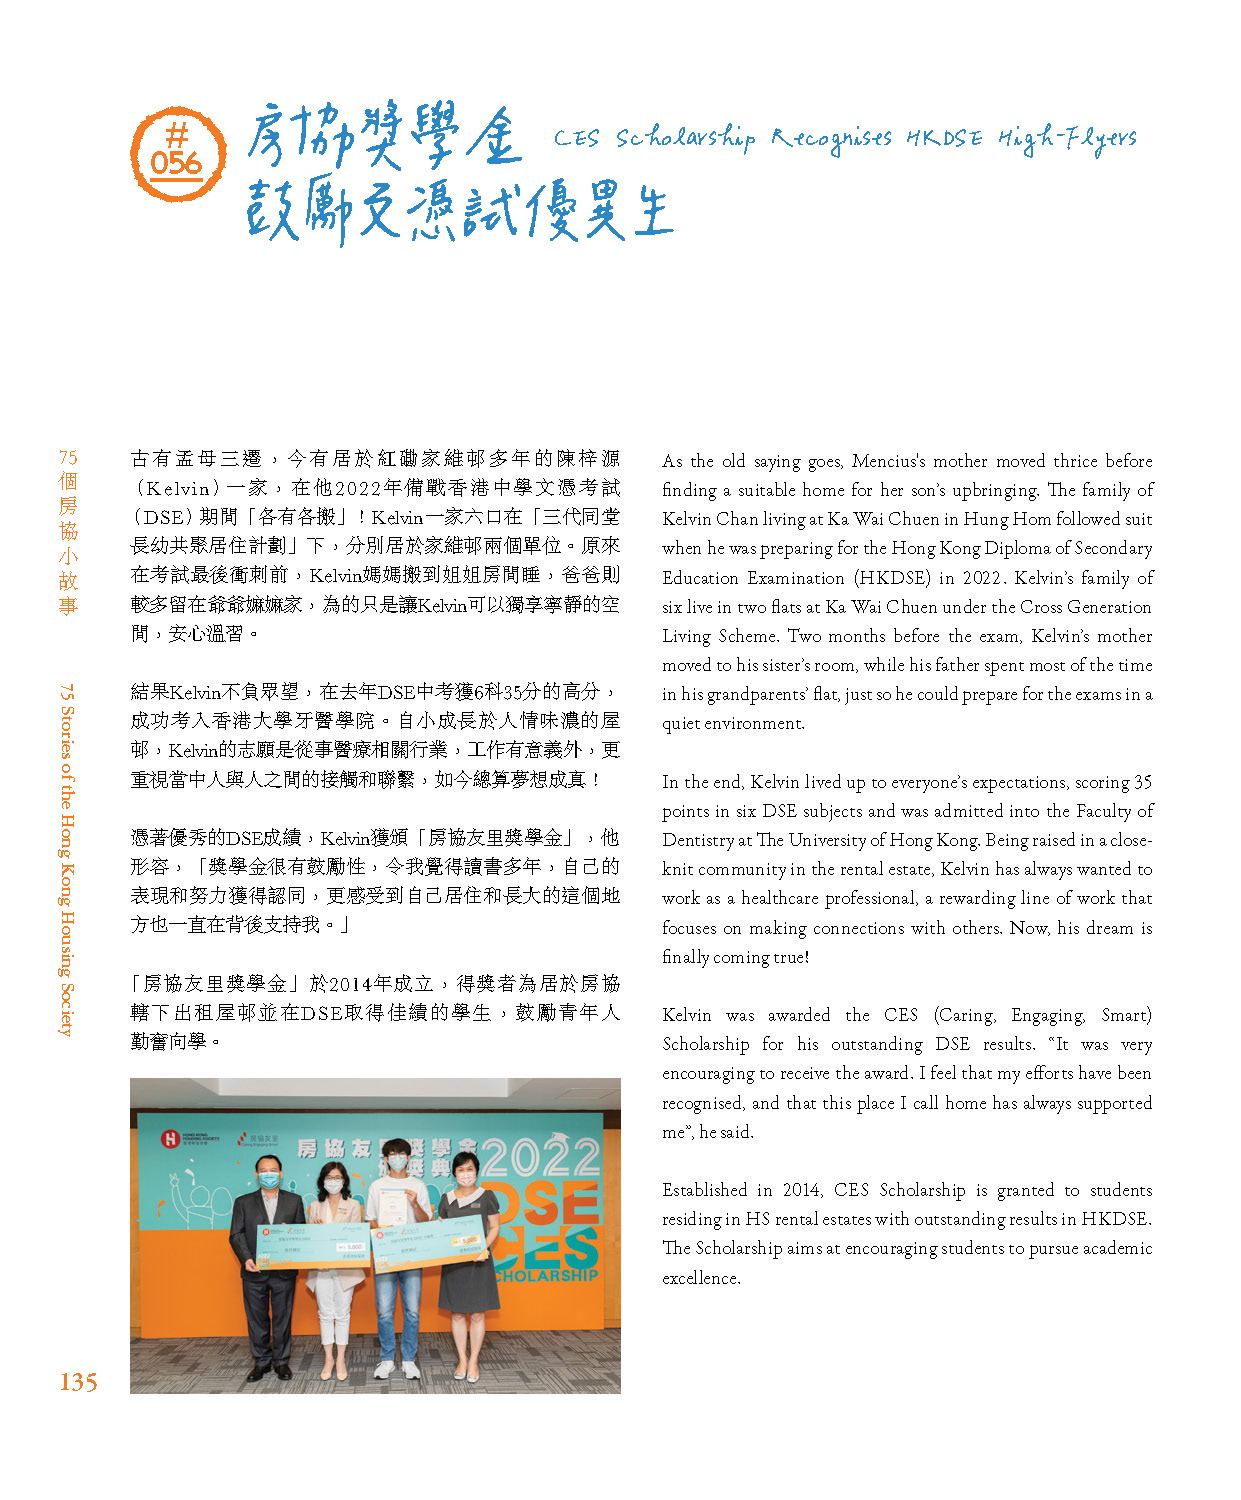 #
056
房協獎學金
鼓勵文憑試優異生
CES Scholarship Recognises HKDSE High-Flyers
75個房協小故事
75 Stories of the Hong Kong Housing Society
古有孟母三遷，今有居於紅磡家維邨多年的陳梓源
（Kelvin）一家，在他2022年備戰香港中學文憑考試
（DSE）期間「各有各搬」！Kelvin一家六口在「三代同堂
長幼共聚居住計劃」下，分別居於家維邨兩個單位。原來
在考試最後衝刺前，Kelvin媽媽搬到姐姐房間睡，爸爸則
較多留在爺爺嫲嫲家，為的只是讓Kelvin可以獨享寧靜的空
間，安心溫習。
結果Kelvin不負眾望，在去年DSE中考獲6科35分的高分，
成功考入香港大學牙醫學院。自小成長於人情味濃的屋
邨，Kelvin的志願是從事醫療相關行業，工作有意義外，更
重視當中人與人之間的接觸和聯繫，如今總算夢想成真！
憑著優秀的DSE成績，Kelvin獲頒「房協友里獎學金」，他
形容，「獎學金很有鼓勵性，令我覺得讀書多年，自己的
表現和努力獲得認同，更感受到自己居住和長大的這個地
方也一直在背後支持我。」
「房協友里獎學金」於2014年成立，得獎者為居於房協
轄下出租屋邨並在DSE取得佳績的學生，鼓勵青年人
勤奮向學。
As the old saying goes, Mencius's mother moved thrice before
finding a suitable home for her son’s upbringing. The family of
Kelvin Chan living at Ka Wai Chuen in Hung Hom followed suit
when he was preparing for the Hong Kong Diploma of Secondary
Education Examination (HKDSE) in 2022. Kelvin’s family of
six live in two flats at Ka Wai Chuen under the Cross Generation
Living Scheme. Two months before the exam, Kelvin’s mother
moved to his sister’s room, while his father spent most of the time
in his grandparents’ flat, just so he could prepare for the exams in a
quiet environment.
In the end, Kelvin lived up to everyone’s expectations, scoring 35
points in six DSE subjects and was admitted into the Faculty of
Dentistry at The University of Hong Kong. Being raised in a close-
knit community in the rental estate, Kelvin has always wanted to
work as a healthcare professional, a rewarding line of work that
focuses on making connections with others. Now, his dream is
finally coming true!
Kelvin was awarded the CES (Caring, Engaging, Smart)
Scholarship for his outstanding DSE results. “It was very
encouraging to receive the award. I feel that my efforts have been
recognised, and that this place I call home has always supported
me”, he said.
Established in 2014, CES Scholarship is granted to students
residing in HS rental estates with outstanding results in HKDSE.
The Scholarship aims at encouraging students to pursue academic
excellence.
HONG KONG
HOUSING SOCIETY
房協友里
房協友 獎學金
2022
DSE
CES
SCHOLARSHIP
135